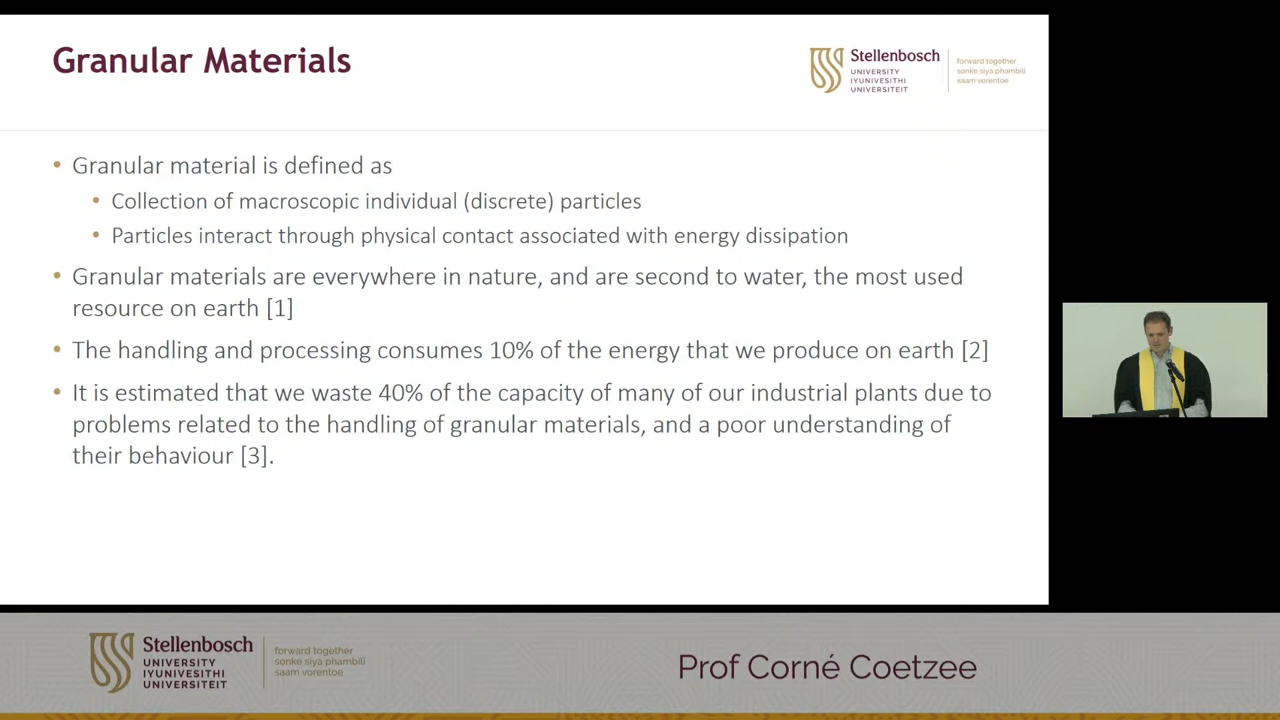 Granular Materials
Stellenbosch
UNIVERSITY
IYUNIVESITHI
UNIVERSITEIT
forward together
sonke siya phambili
saam vorentoe
• Granular material is defined as
• Collection of macroscopic individual (discrete) particles
• Particles interact through physical contact associated with energy dissipation
• Granular materials are everywhere in nature, and are second to water, the most used
resource on earth [1]
• The handling and processing consumes 10% of the energy that we produce on earth [2]
• It is estimated that we waste 40% of the capacity of many of our industrial plants due to
problems related to the handling of granular materials, and a poor understanding of
their behaviour [3].
Stellenbosch
UNIVERSITY
IYUNIVESITHI
UNIVERSITEIT
forward together
sonke siya phambili
saam vorentoe
Prof Corné Coetzee